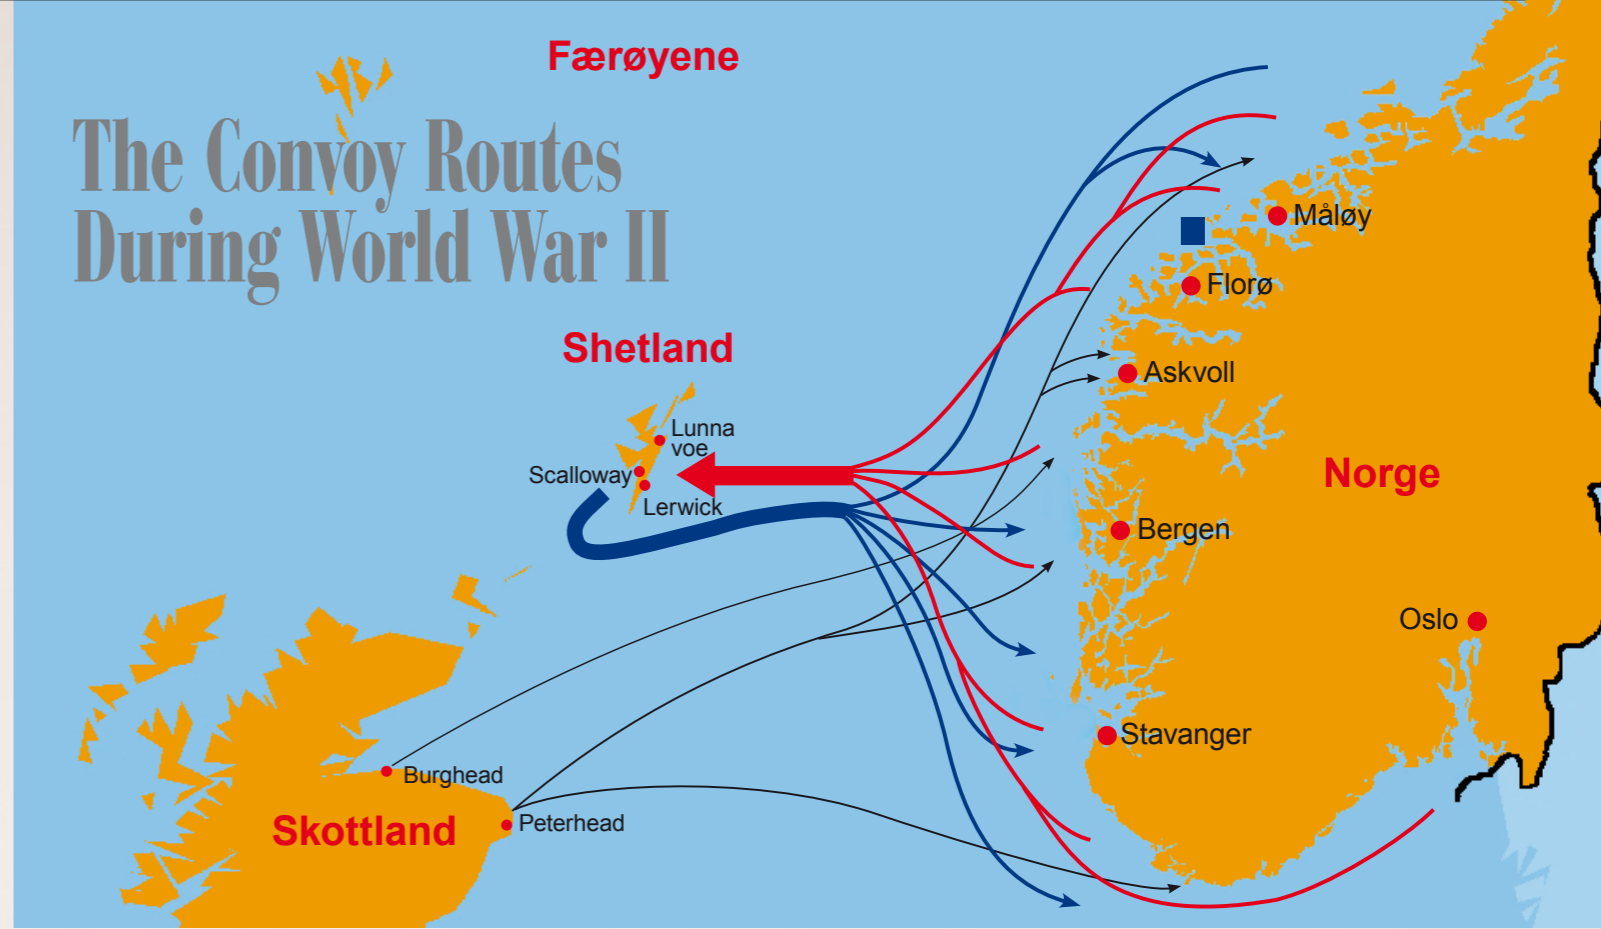 Færøyene
The Convoy Routes
During World War II
Måløy
Florø
Shetland
Askvoll
Lunna
voe
Scalloway
Lerwick
Norge
Bergen
Oslo
Stavanger
Burghead
Skottland
Peterhead